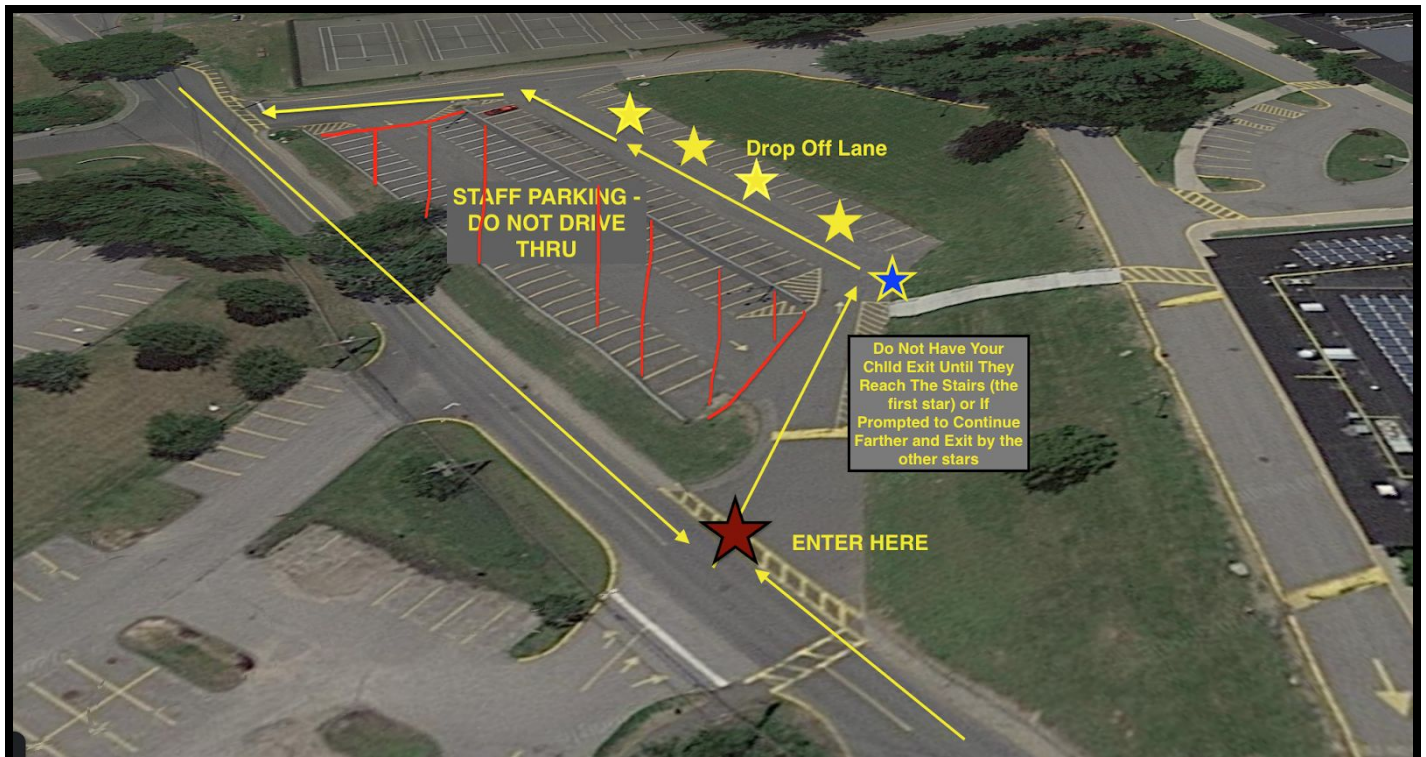 Drop Off Lane
STAFF PARKING -
DO NOT DRIVE
THRU
Do Not Have Your
Child Exit Until They
Reach The Stairs (the
first star) or If
Prompted to Continue
Farther and Exit by the
other stars
ENTER HERE